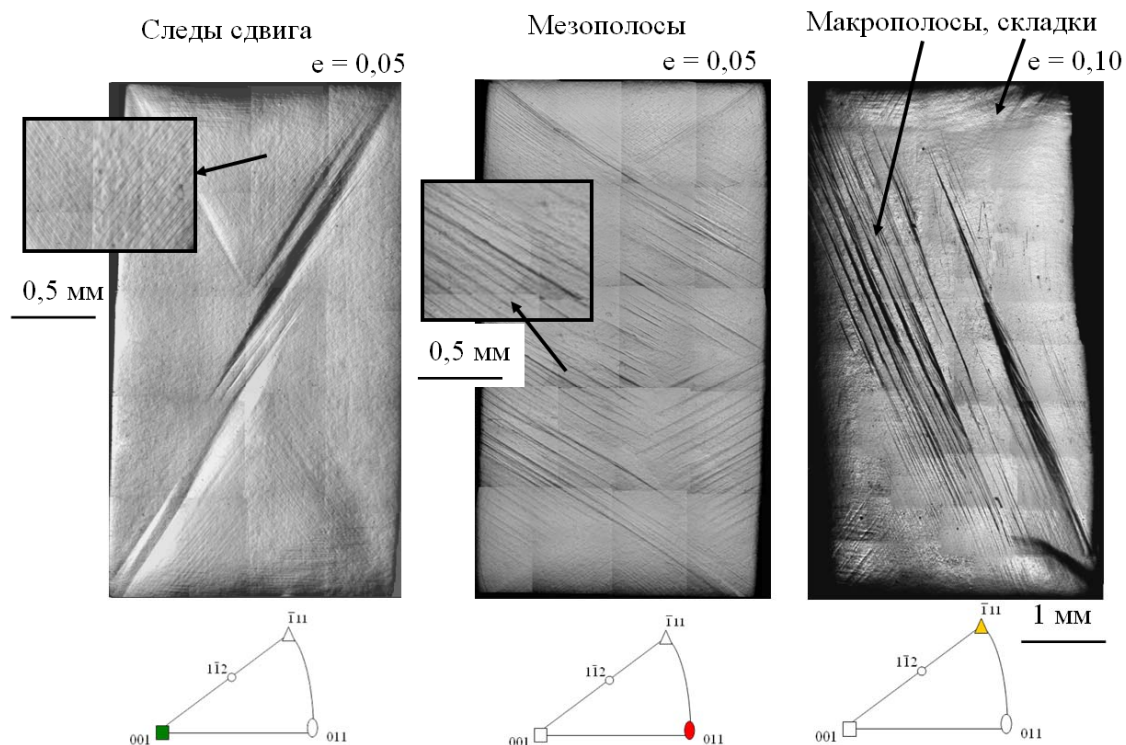 Следы сдвига
e = 0,05
0,5 мм
Мезополосы
e = 0,05
0,5 мм
Макрополосы, складки
e = 0,10
1 мм
1̅11
11̅2
001
011
1̅11
11̅2
001
011
1̅11
11̅2
001
011